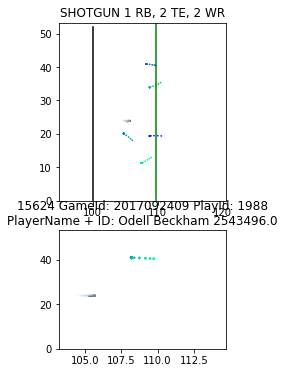 SHOTGUN 1 RB, 2 TE, 2 WR
50
40
30
20
10
0
100 110 120
15624 GameId: 2017092409 PlayId: 1988
PlayerName + ID: Odell Beckham 2543496.0
40
20
0
105.0 107.5 110.0 112.5